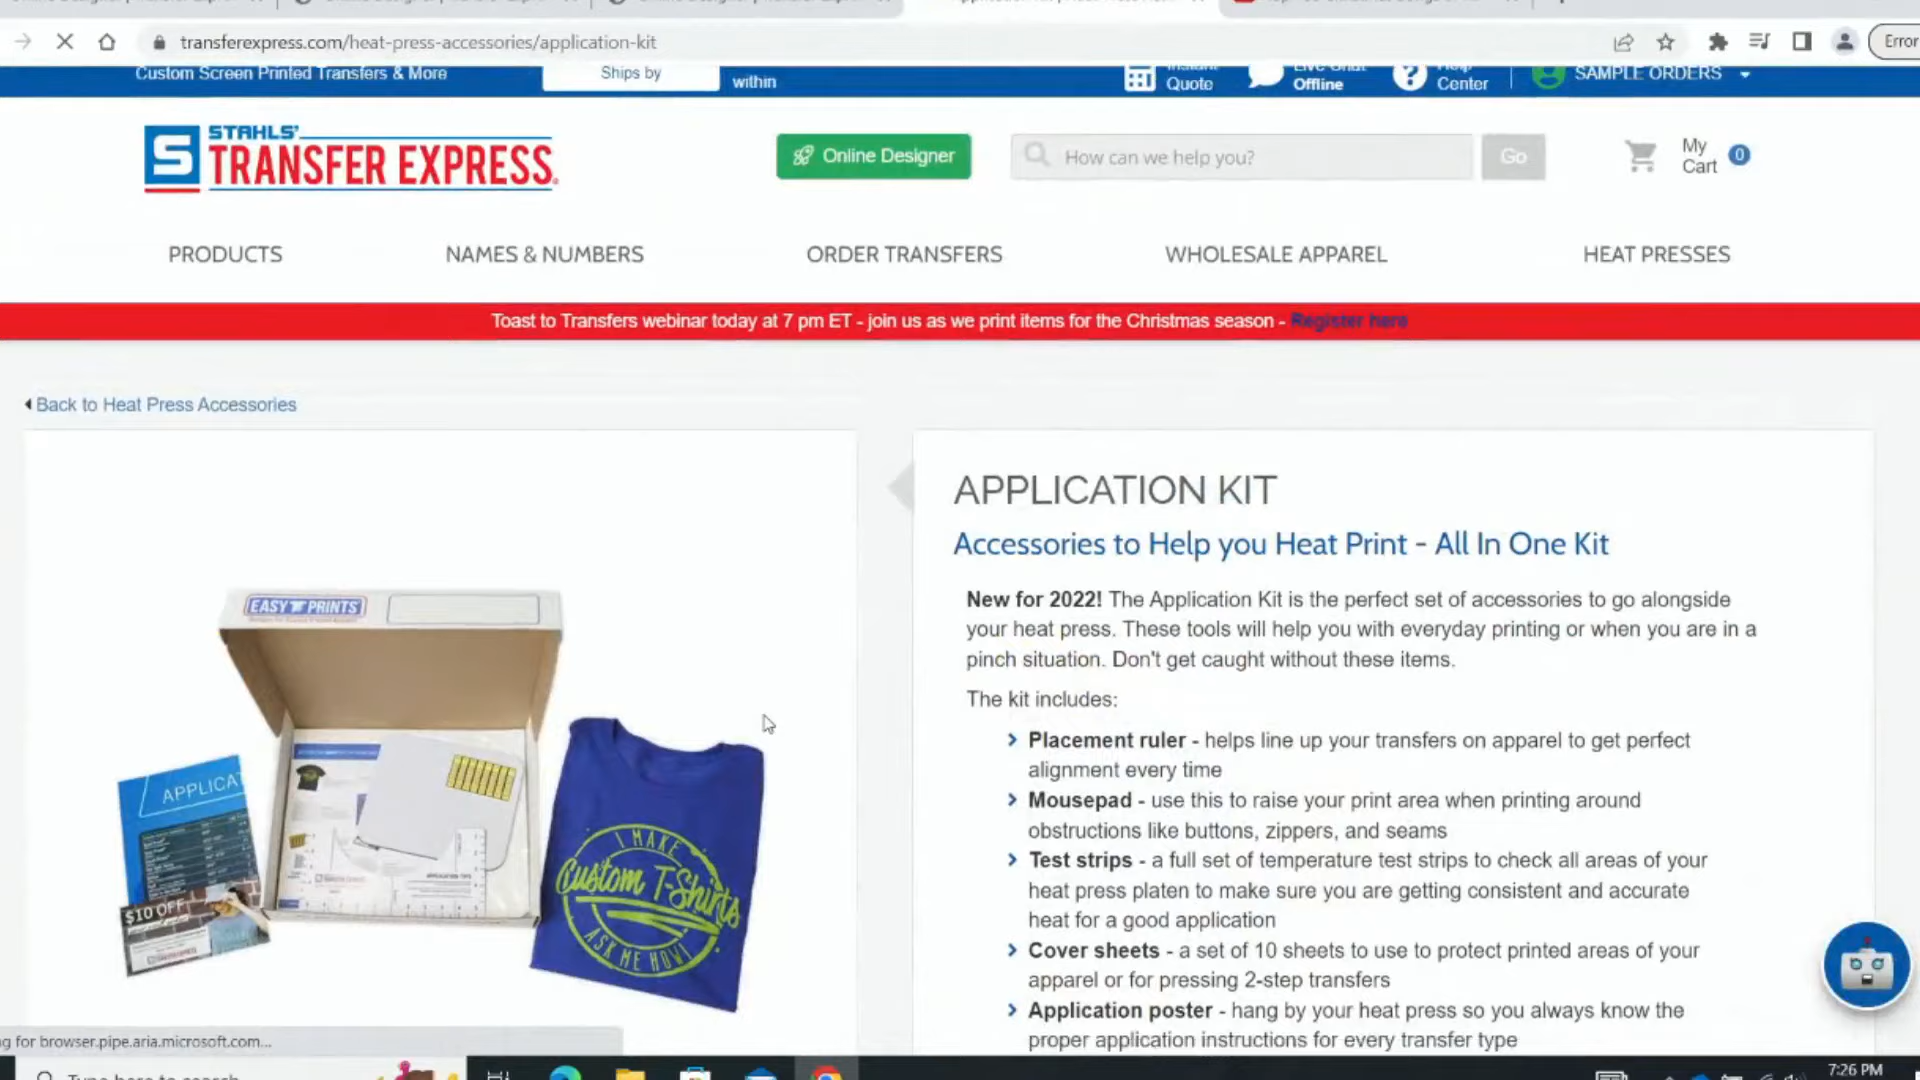 transferexpress.com/heat-press-accessories/application-kit
Error
Custom Screen Printed Transfers & More
Ships by
within
Instant
Quote
Live Chat
Offline
Help
Center
SAMPLE ORDERS
STAHLS'
TRANSFER EXPRESS.
Online Designer
How can we help you?
Go
My
Cart
0
PRODUCTS
NAMES & NUMBERS
ORDER TRANSFERS
WHOLESALE APPAREL
HEAT PRESSES
Toast to Transfers webinar today at 7 pm ET - join us as we print items for the Christmas season - Register here
Back to Heat Press Accessories
APPLICATION KIT
Accessories to Help you Heat Print - All In One Kit
New for 2022! The Application Kit is the perfect set of accessories to go alongside
your heat press. These tools will help you with everyday printing or when you are in a
pinch situation. Don't get caught without these items.
The kit includes:
Placement ruler - helps line up your transfers on apparel to get perfect
alignment every time
Mousepad - use this to raise your print area when printing around
obstructions like buttons, zippers, and seams
Test strips - a full set of temperature test strips to check all areas of your
heat press platen to make sure you are getting consistent and accurate
heat for a good application
Cover sheets - a set of 10 sheets to use to protect printed areas of your
apparel or for pressing 2-step transfers
Application poster - hang by your heat press so you always know the
proper application instructions for every transfer type
EASY PRINTS
APPLICAT
$10 OFF
I MAKE
Custom T-Shirts
ASK ME HOW!
g for browser.pipe.aria.microsoft.com...
Type here to search
7:26 PM